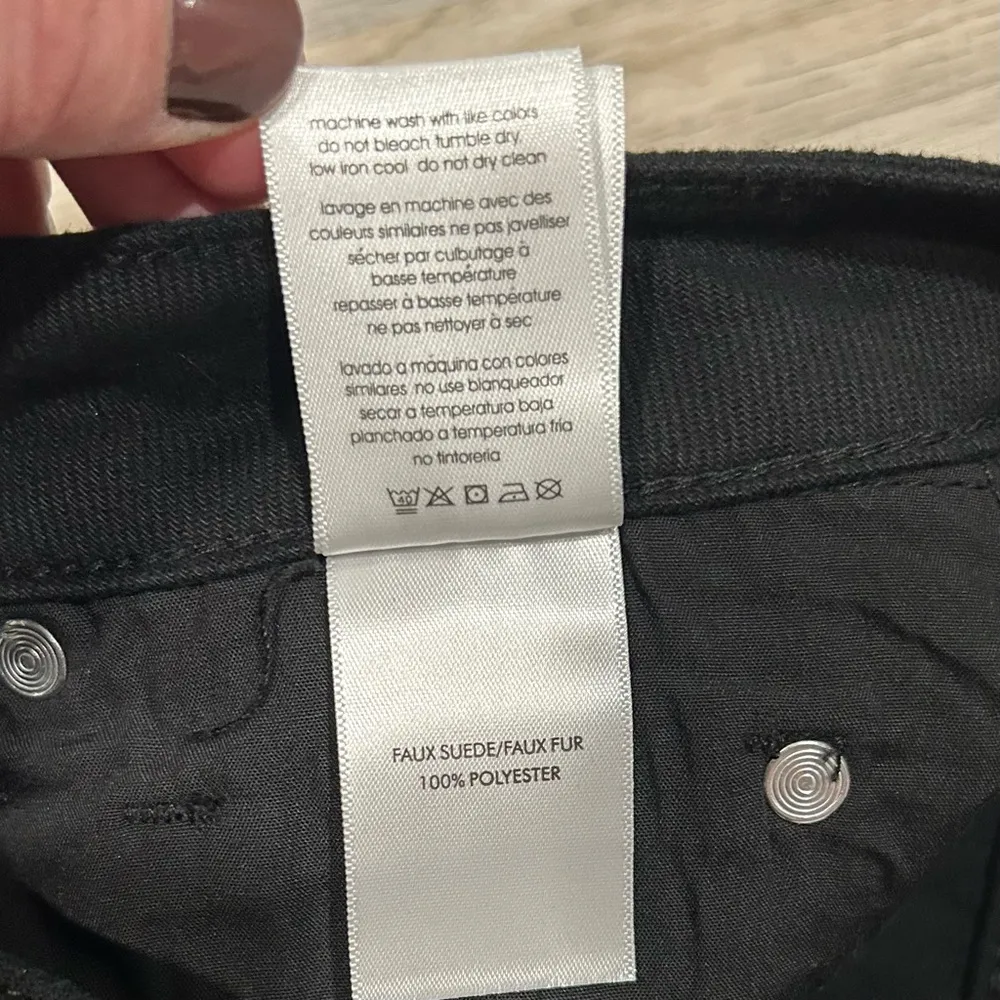 machine wash with like colors
do not bleach tumble dry
low iron cool do not dry clean
lavage en machine avec des
couleurs similaires ne pas javelliser
sécher par culbutage à
basse température
repasser à basse température
ne pas nettoyer à sec
lavado a máquina con colores
similares no use blanqueador
secar a temperatura baja
planchado a temperatura fria
no tintoreria
40
FAUX SUEDE/FAUX FUR
100% POLYESTER